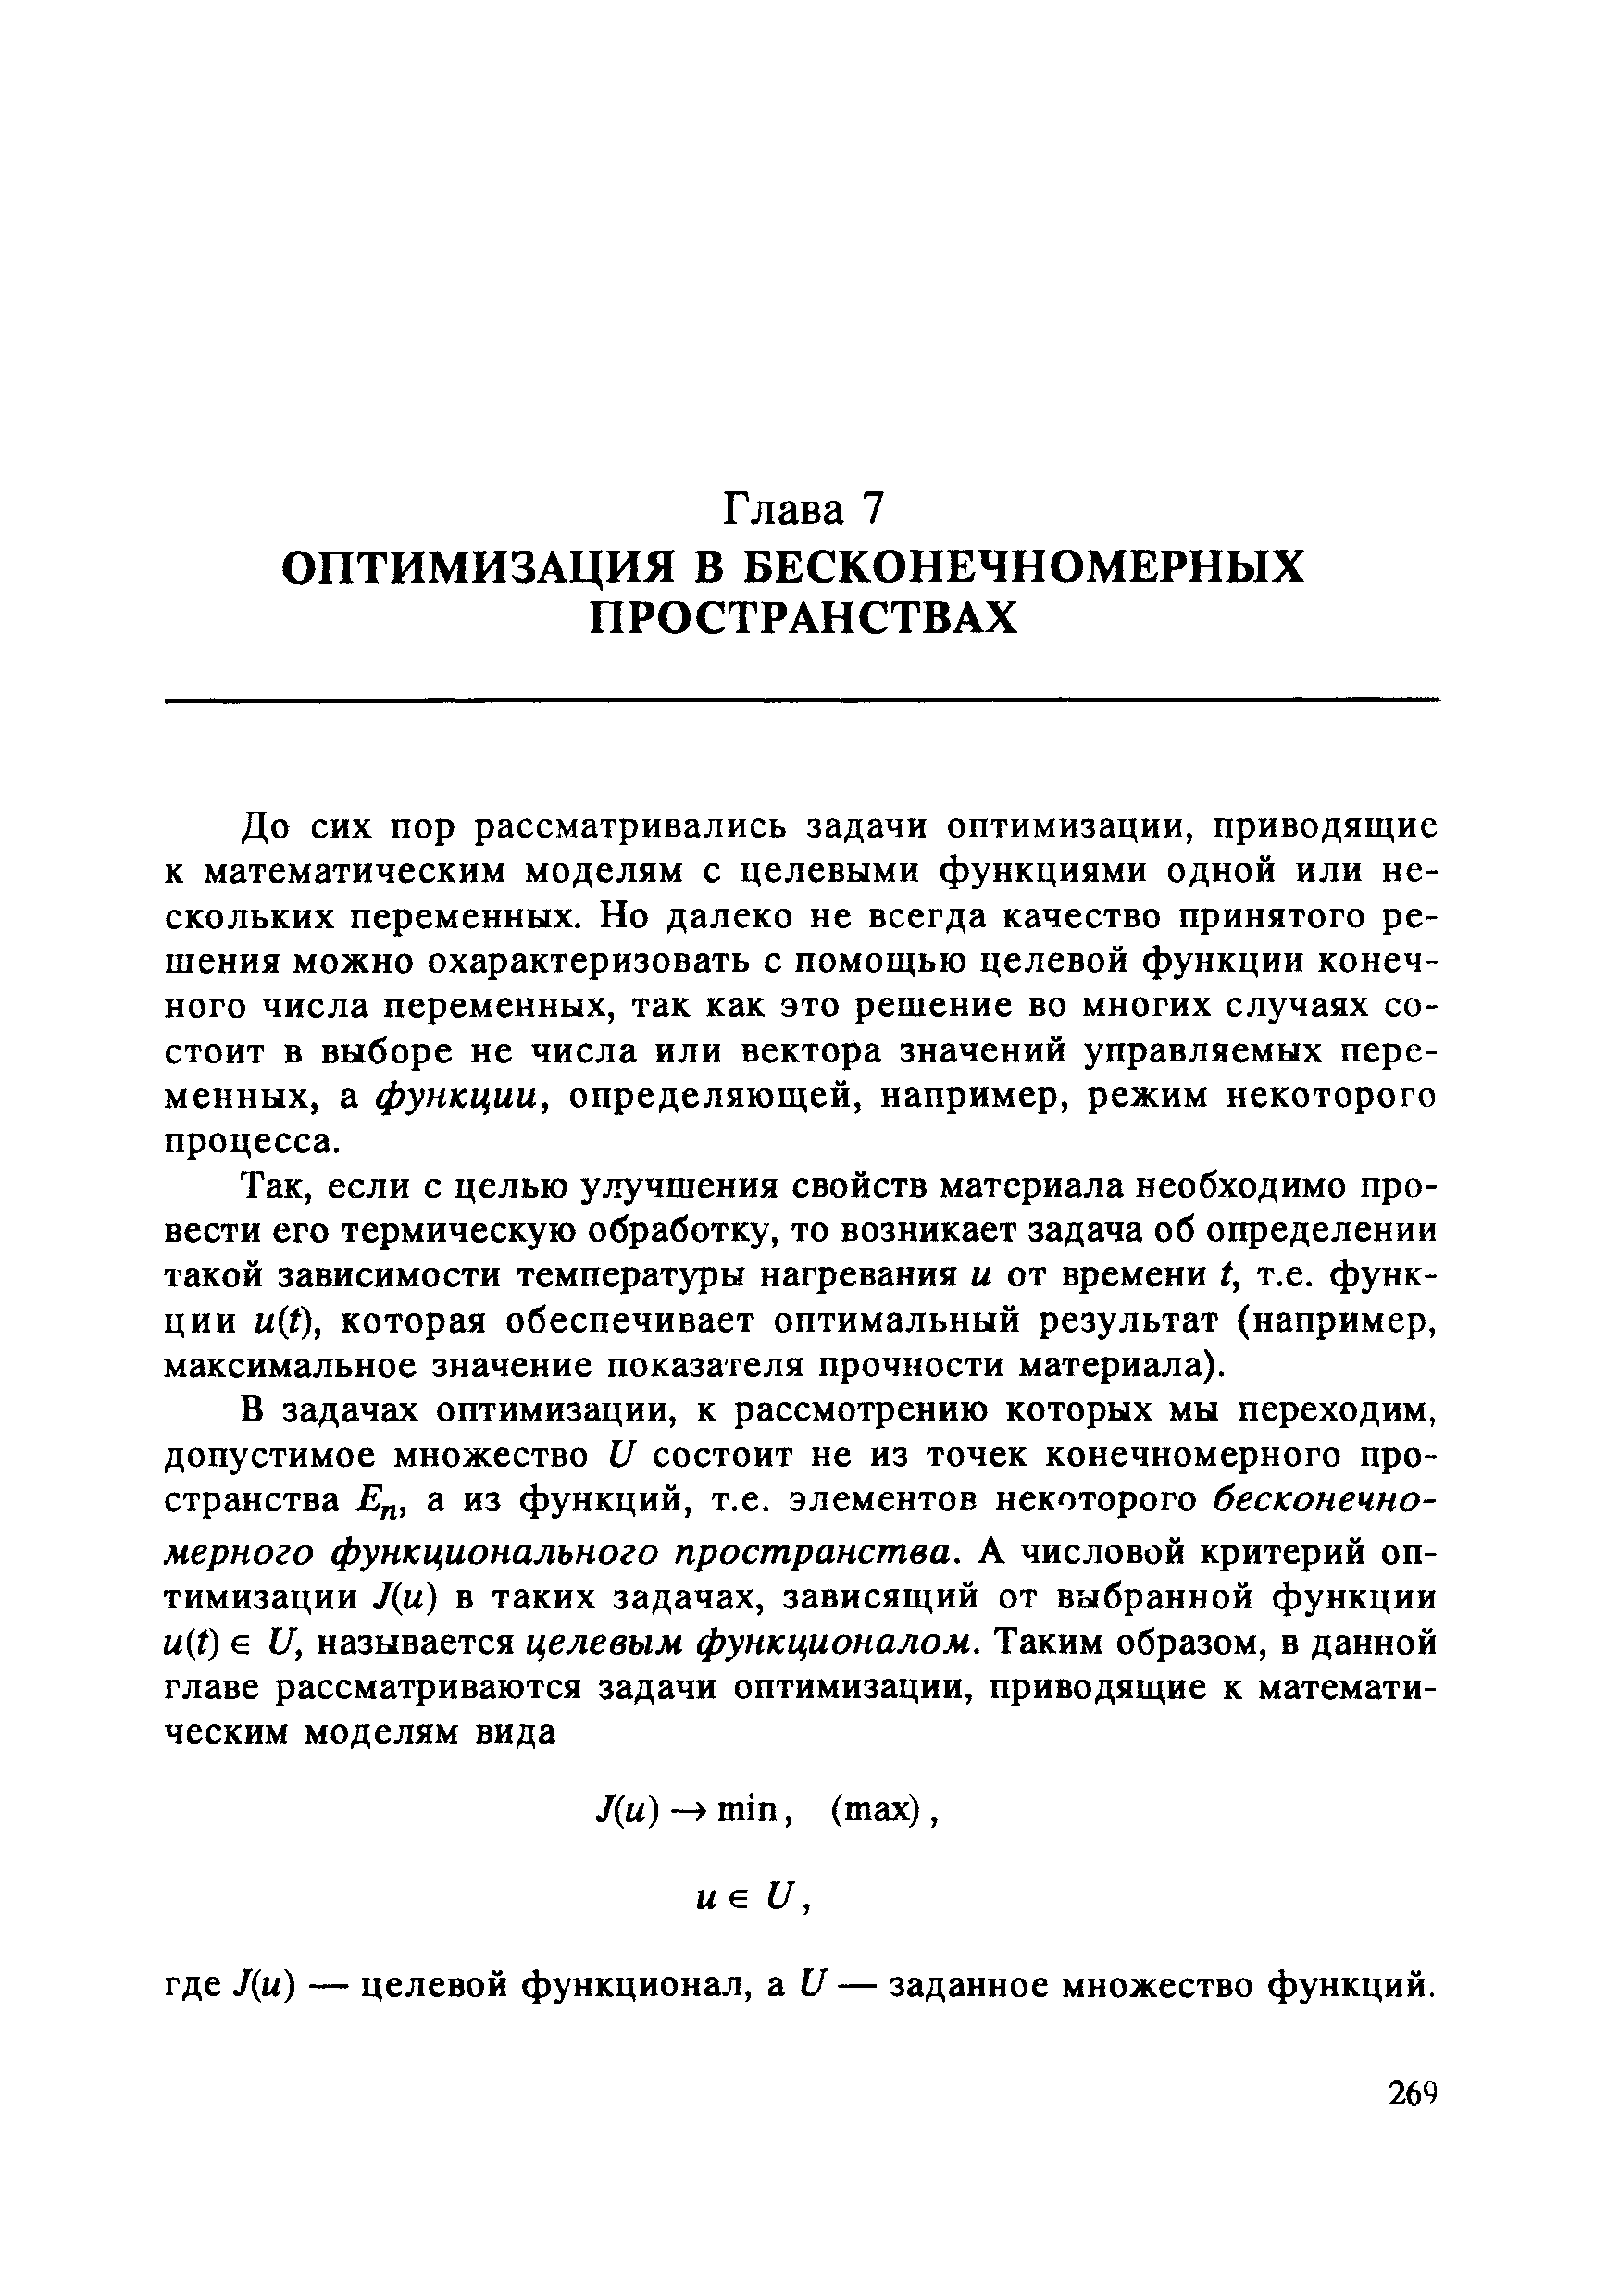 Глава 7
ОПТИМИЗАЦИЯ В БЕСКОНЕЧНОМЕРНЫХ
ПРОСТРАНСТВАХ
До сих пор рассматривались задачи оптимизации, приводящие
к математическим моделям с целевыми функциями одной или не-
скольких переменных. Но далеко не всегда качество принятого ре-
шения можно охарактеризовать с помощью целевой функции конеч-
ного числа переменных, так как это решение во многих случаях со-
стоит в выборе не числа или вектора значений управляемых пере-
менных, а функции, определяющей, например, режим некоторого
процесса.
Так, если с целью улучшения свойств материала необходимо про-
вести его термическую обработку, то возникает задача об определении
такой зависимости температуры нагревания u от времени t, т.е. функ-
ции u(t), которая обеспечивает оптимальный результат (например,
максимальное значение показателя прочности материала).
В задачах оптимизации, к рассмотрению которых мы переходим,
допустимое множество U состоит не из точек конечномерного про-
странства Eₙ, а из функций, т.е. элементов некоторого бесконечно-
мерного функционального пространства. А числовой критерий оп-
тимизации J(u) в таких задачах, зависящий от выбранной функции
u(t) ∈ U, называется целевым функционалом. Таким образом, в данной
главе рассматриваются задачи оптимизации, приводящие к математи-
ческим моделям вида
J(u) → min, (max),
u ∈ U,
где J(u) — целевой функционал, а U — заданное множество функций.
269